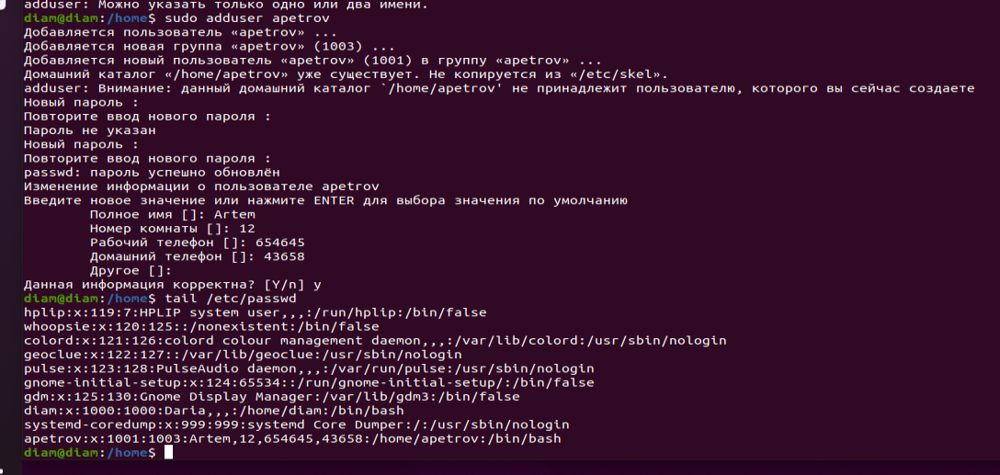 adduser: Можно указать только одно или два имени.
diam@diam:/home$ sudo adduser apetrov
Добавляется пользователь «apetrov» ...
Добавляется новая группа «apetrov» (1003) ...
Добавляется новый пользователь «apetrov» (1001) в группу «apetrov» ...
Домашний каталог «/home/apetrov» уже существует. Не копируется из «/etc/skel».
adduser: Внимание: данный домашний каталог `/home/apetrov' не принадлежит пользователю, которого вы сейчас создаете
Новый пароль :
Повторите ввод нового пароля :
Пароль не указан
Новый пароль :
Повторите ввод нового пароля :
passwd: пароль успешно обновлён
Изменение информации о пользователе apetrov
Введите новое значение или нажмите ENTER для выбора значения по умолчанию
Полное имя []: Artem
Номер комнаты []: 12
Рабочий телефон []: 654645
Домашний телефон []: 43658
Другое []:
Данная информация корректна? [Y/n] y
diam@diam:/home$ tail /etc/passwd
hplip:x:119:7:HPLIP system user,,,:/run/hplip:/bin/false
whoopsie:x:120:125::/nonexistent:/bin/false
colord:x:121:126:colord colour management daemon,,,:/var/lib/colord:/usr/sbin/nologin
geoclue:x:122:127::/var/lib/geoclue:/usr/sbin/nologin
pulse:x:123:128:PulseAudio daemon,,,:/var/run/pulse:/usr/sbin/nologin
gnome-initial-setup:x:124:65534::/run/gnome-initial-setup/:/bin/false
gdm:x:125:130:Gnome Display Manager:/var/lib/gdm3:/bin/false
diam:x:1000:1000:Daria,,,:/home/diam:/bin/bash
systemd-coredump:x:999:999:systemd Core Dumper:/:/usr/sbin/nologin
apetrov:x:1001:1003:Artem,12,654645,43658:/home/apetrov:/bin/bash
diam@diam:/home$